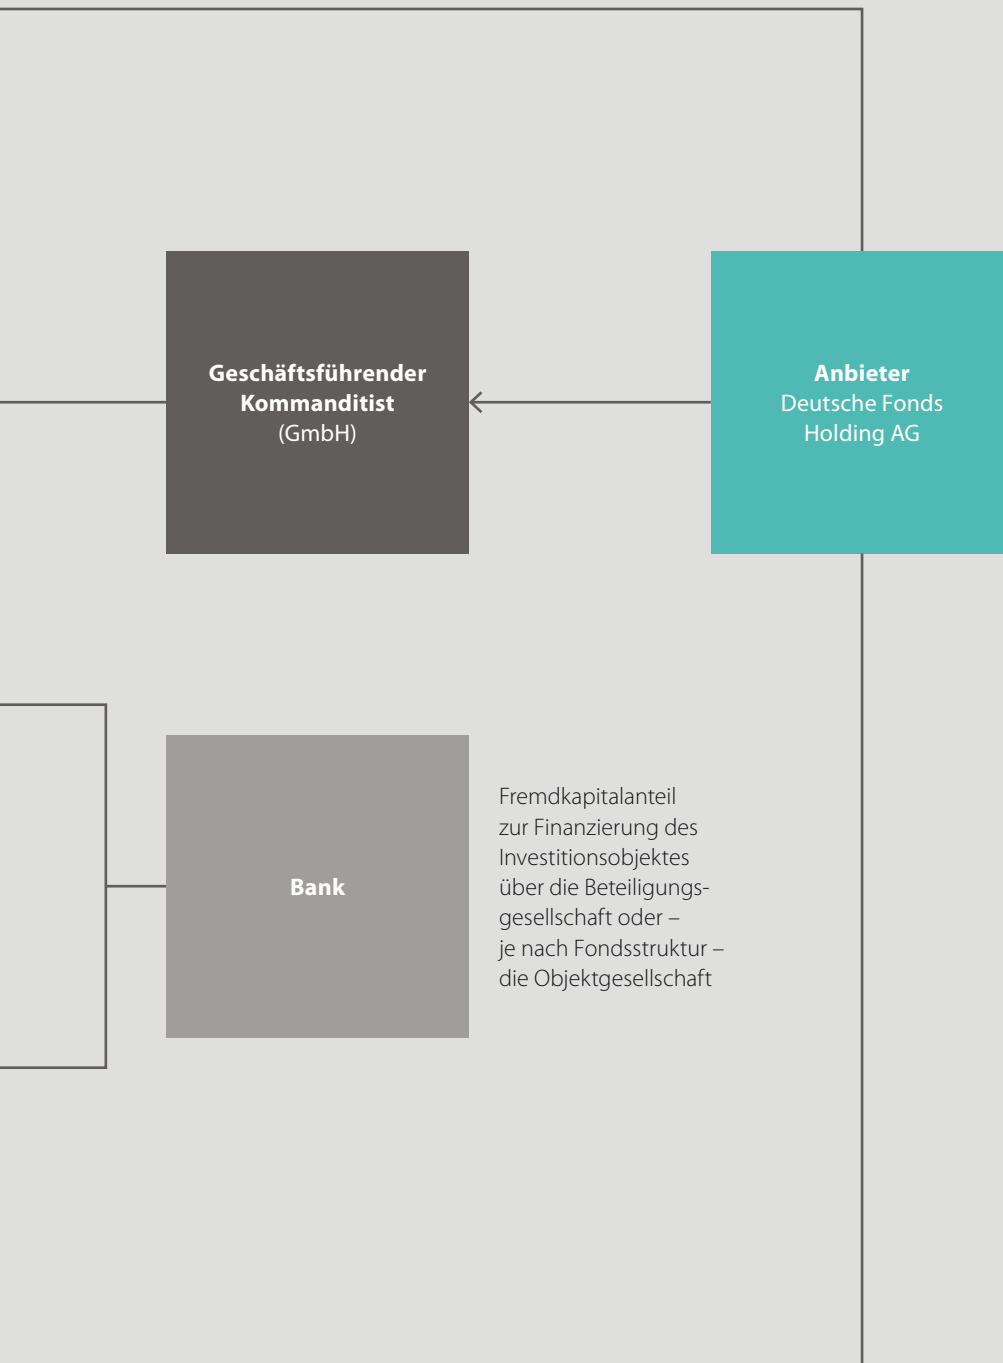 Geschäftsführender
Kommanditist
(GmbH)
Anbieter
Deutsche Fonds
Holding AG
Bank
Fremdkapitalanteil
zur Finanzierung des
Investitionsobjektes
über die Beteiligungs-
gesellschaft oder –
je nach Fondsstruktur –
die Objektgesellschaft